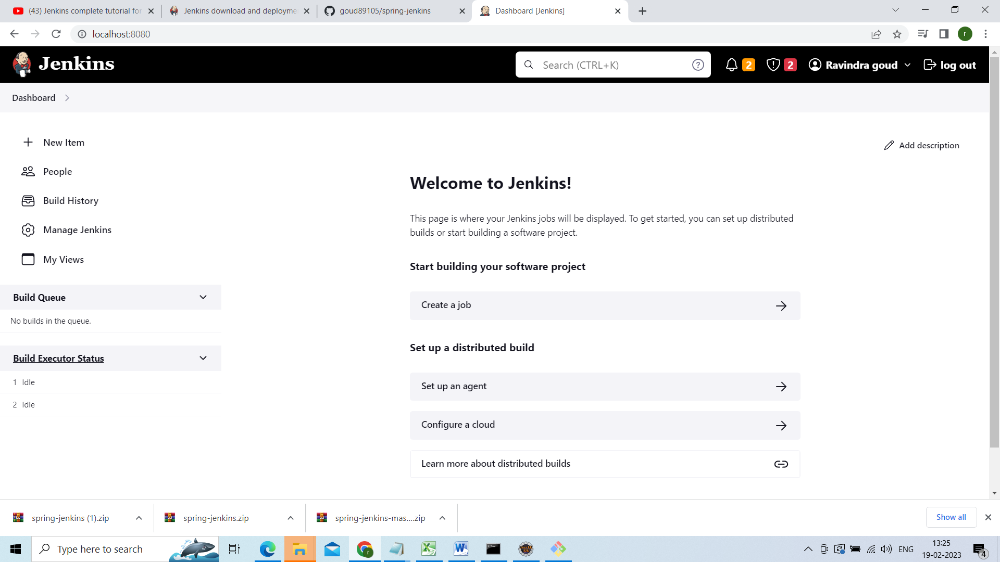 (43) Jenkins complete tutorial for
Jenkins download and deployme
goud89105/spring-jenkins
Dashboard [Jenkins]
localhost:8080
r
Jenkins
Search (CTRL+K)
2
2
Ravindra goud
log out
Dashboard
New Item
People
Build History
Manage Jenkins
My Views
Build Queue
No builds in the queue.
Build Executor Status
1 Idle
2 Idle
Add description
Welcome to Jenkins!
This page is where your Jenkins jobs will be displayed. To get started, you can set up distributed
builds or start building a software project.
Start building your software project
Create a job
Set up a distributed build
Set up an agent
Configure a cloud
Learn more about distributed builds
spring-jenkins (1).zip
spring-jenkins.zip
spring-jenkins-mas....zip
Show all
Type here to search
ENG
13:25
19-02-2023
4